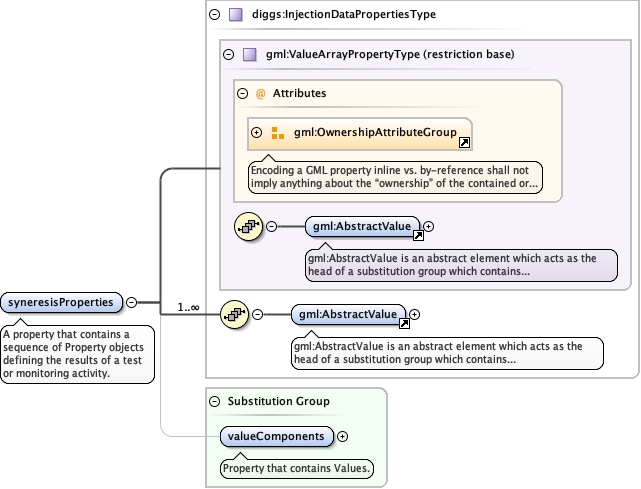 diggs:InjectionDataPropertiesType
gml:ValueArrayPropertyType (restriction base)
@ Attributes
gml:OwnershipAttributeGroup
Encoding a GML property inline vs. by-reference shall not
imply anything about the “ownership” of the contained or...
gml:AbstractValue
gml:AbstractValue is an abstract element which acts as the
head of a substitution group which contains...
syneresisProperties
A property that contains a
sequence of Property objects
defining the results of a test
or monitoring activity.
1..∞
gml:AbstractValue
gml:AbstractValue is an abstract element which acts as the
head of a substitution group which contains...
Substitution Group
valueComponents
Property that contains Values.